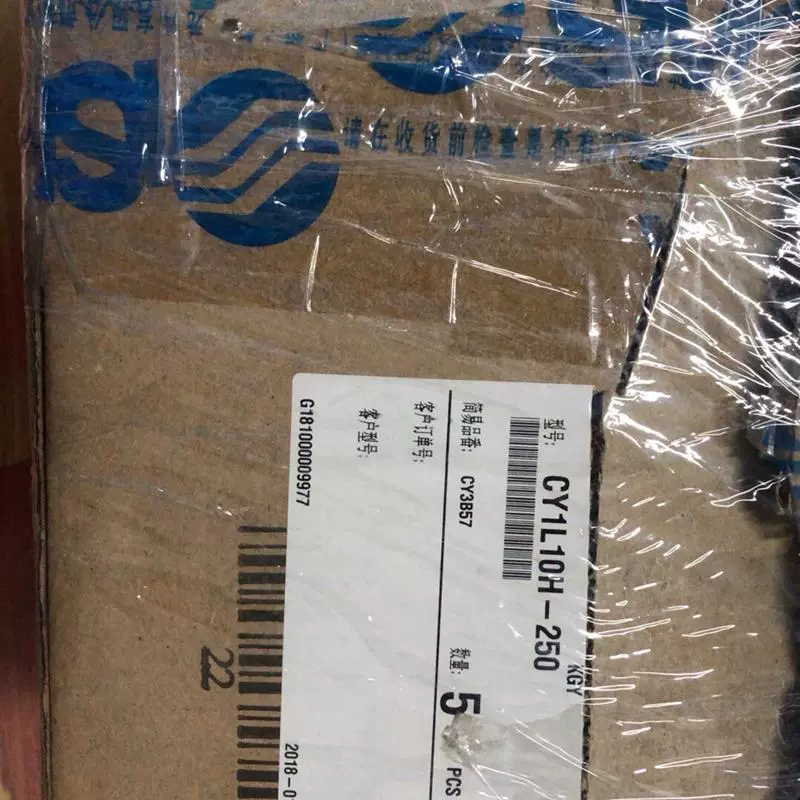 请在收货前检查是否有
型号: CY1L10H-250
KGY
简易品番: CY3B57
数量: 5 PCS
客户订单号:
客户型号:
G181000009977
2018-0
22